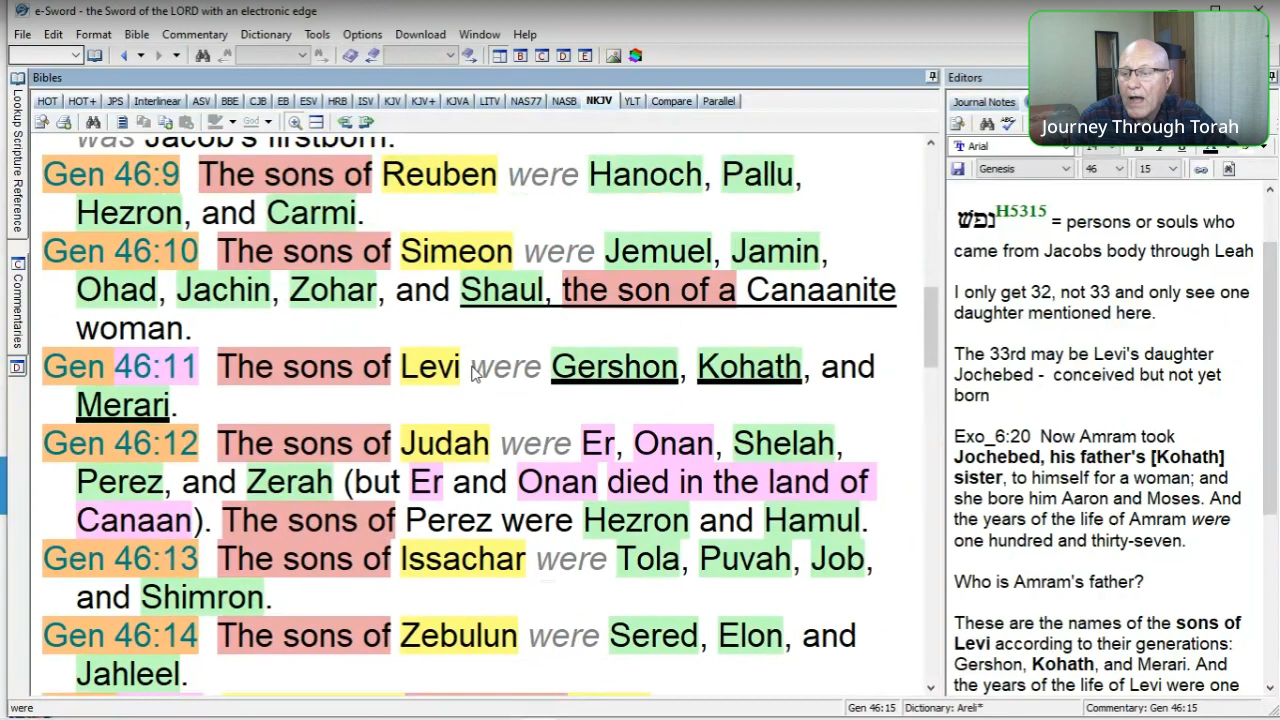 e-Sword - the Sword of the LORD with an electronic edge
File Edit Format Bible Commentary Dictionary Tools Options Download Window Help
Bibles
HOT HOT+ JPS Interlinear ASV BBE CJB EB ESV HRB ISV KJV KJV+ KJVA LITV NAS77 NASB NKJV YLT Compare Parallel
was Jacob's firstborn.
Gen 46:9 The sons of Reuben were Hanoch, Pallu,
Hezron, and Carmi.
Gen 46:10 The sons of Simeon were Jemuel, Jamin,
Ohad, Jachin, Zohar, and Shaul, the son of a Canaanite
woman.
Gen 46:11 The sons of Levi were Gershon, Kohath, and
Merari.
Gen 46:12 The sons of Judah were Er, Onan, Shelah,
Perez, and Zerah (but Er and Onan died in the land of
Canaan). The sons of Perez were Hezron and Hamul.
Gen 46:13 The sons of Issachar were Tola, Puvah, Job,
and Shimron.
Gen 46:14 The sons of Zebulun were Sered, Elon, and
Jahleel.
Lookup Scripture Reference
Commentaries
Journey Through Torah
Editors
Journal Notes
Arial
Genesis 46 15
נפשׁ H5315 = persons or souls who
came from Jacobs body through Leah
I only get 32, not 33 and only see one
daughter mentioned here.
The 33rd may be Levi's daughter
Jochebed - conceived but not yet
born
Exo_6:20 Now Amram took
Jochebed, his father's [Kohath]
sister, to himself for a woman; and
she bore him Aaron and Moses. And
the years of the life of Amram were
one hundred and thirty-seven.
Who is Amram's father?
These are the names of the sons of
Levi according to their generations:
Gershon, Kohath, and Merari. And
the years of the life of Levi were one
were
Gen 46:15 Dictionary: Areli* Commentary: Gen 46:15